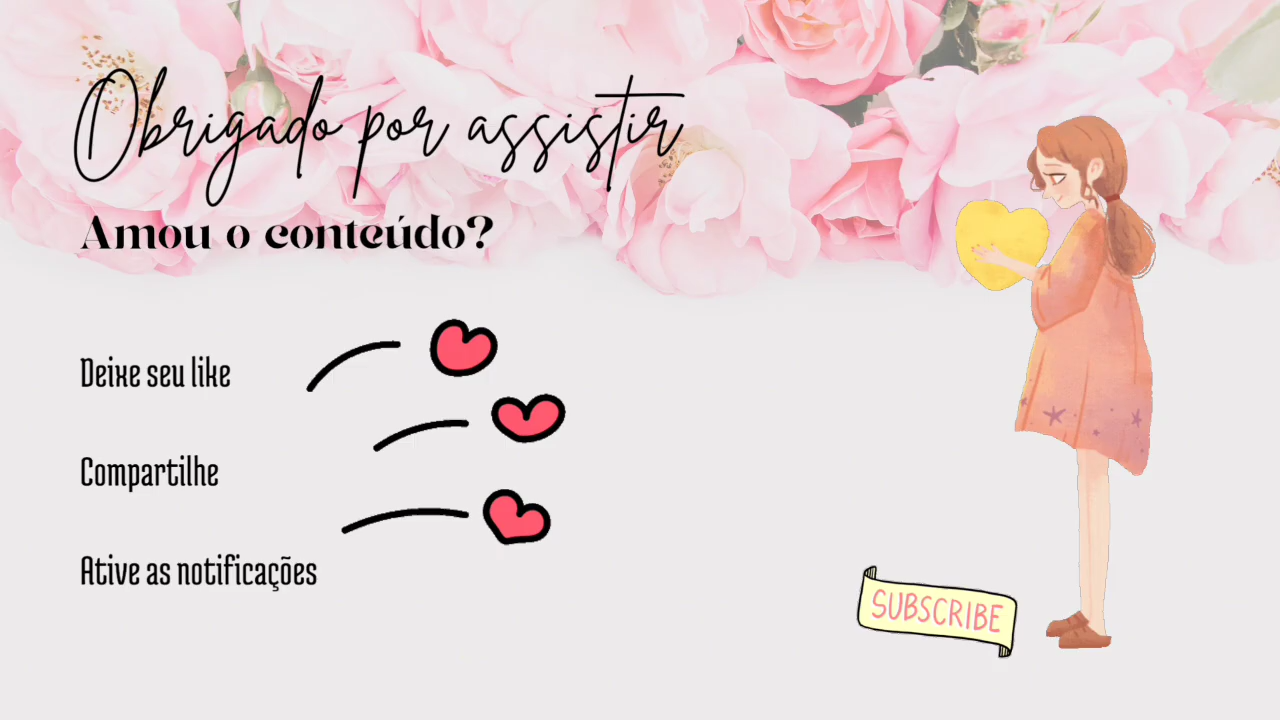 Obrigado por assistir
Amou o conteúdo?
Deixe seu like
Compartilhe
Ative as notificações
SUBSCRIBE